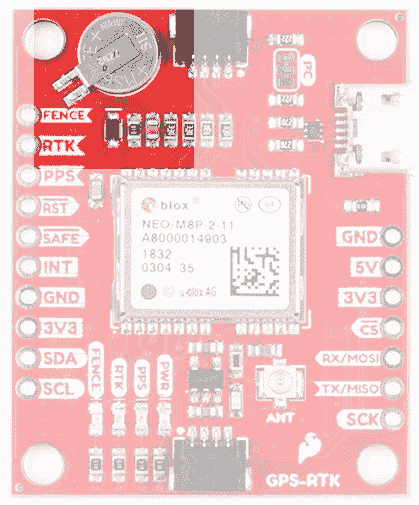 I²C
FENCE
RTK
PPS
RST
SAFE
INT
GND
3V3
SDA
SCL
blox
NEO-M8P-2-11
A8000014903
1832
0304 35
u-blox AG
GND
5V
3V3
CS
RX/MOSI
TX/MISO
SCK
FENCE
RTK
PPS
PWR
ANT
GPS-RTK